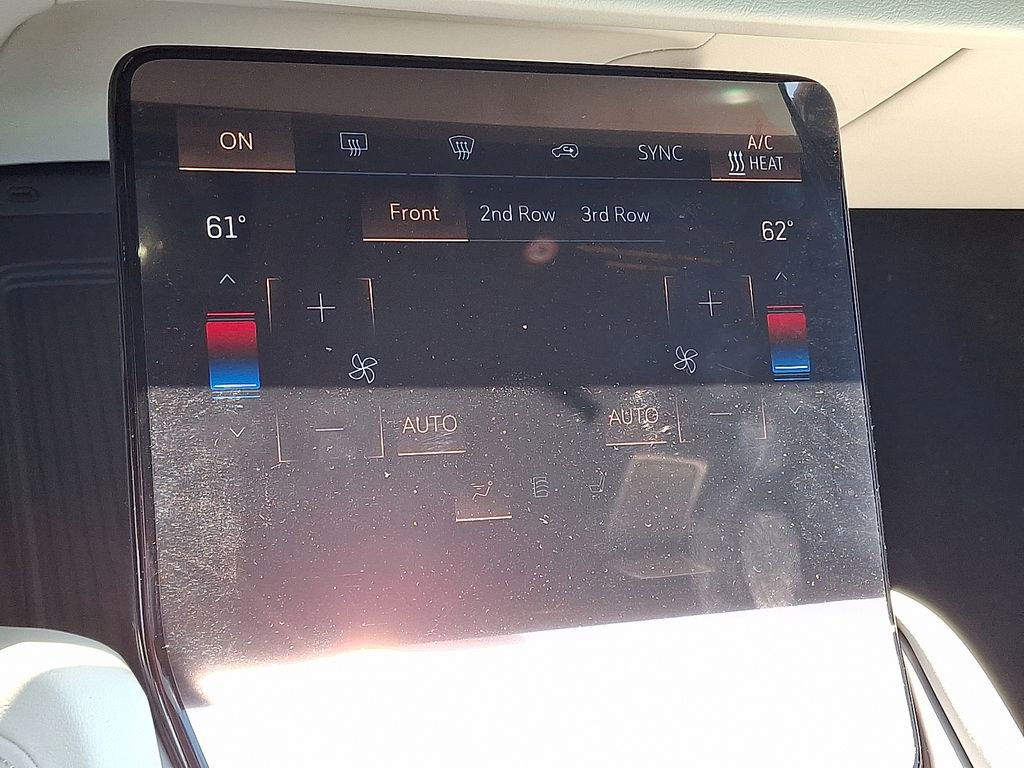 ON
SYNC
A/C
HEAT
Front
2nd Row
3rd Row
61°
62°
AUTO
AUTO